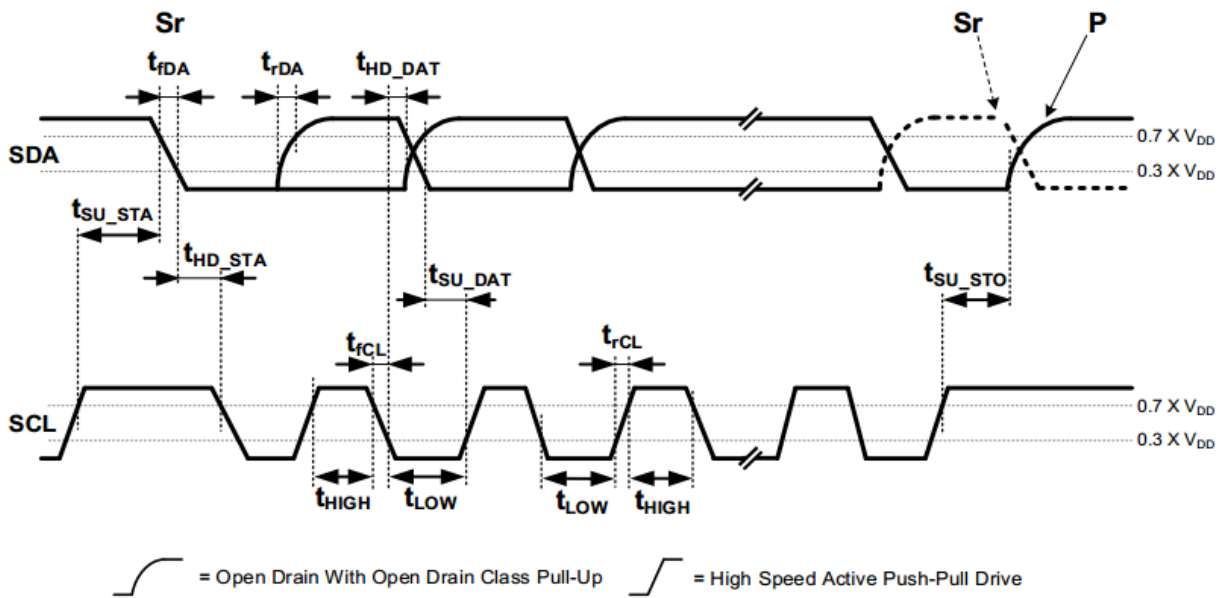 Sr Sr P
tfDA trDA tHD_DAT
0.7 X VDD
SDA
0.3 X VDD
tSU_STA
tHD_STA
tSU_DAT tSU_STO
tfCL trCL
0.7 X VDD
SCL
0.3 X VDD
tHIGH tLOW tLOW tHIGH
= Open Drain With Open Drain Class Pull-Up = High Speed Active Push-Pull Drive